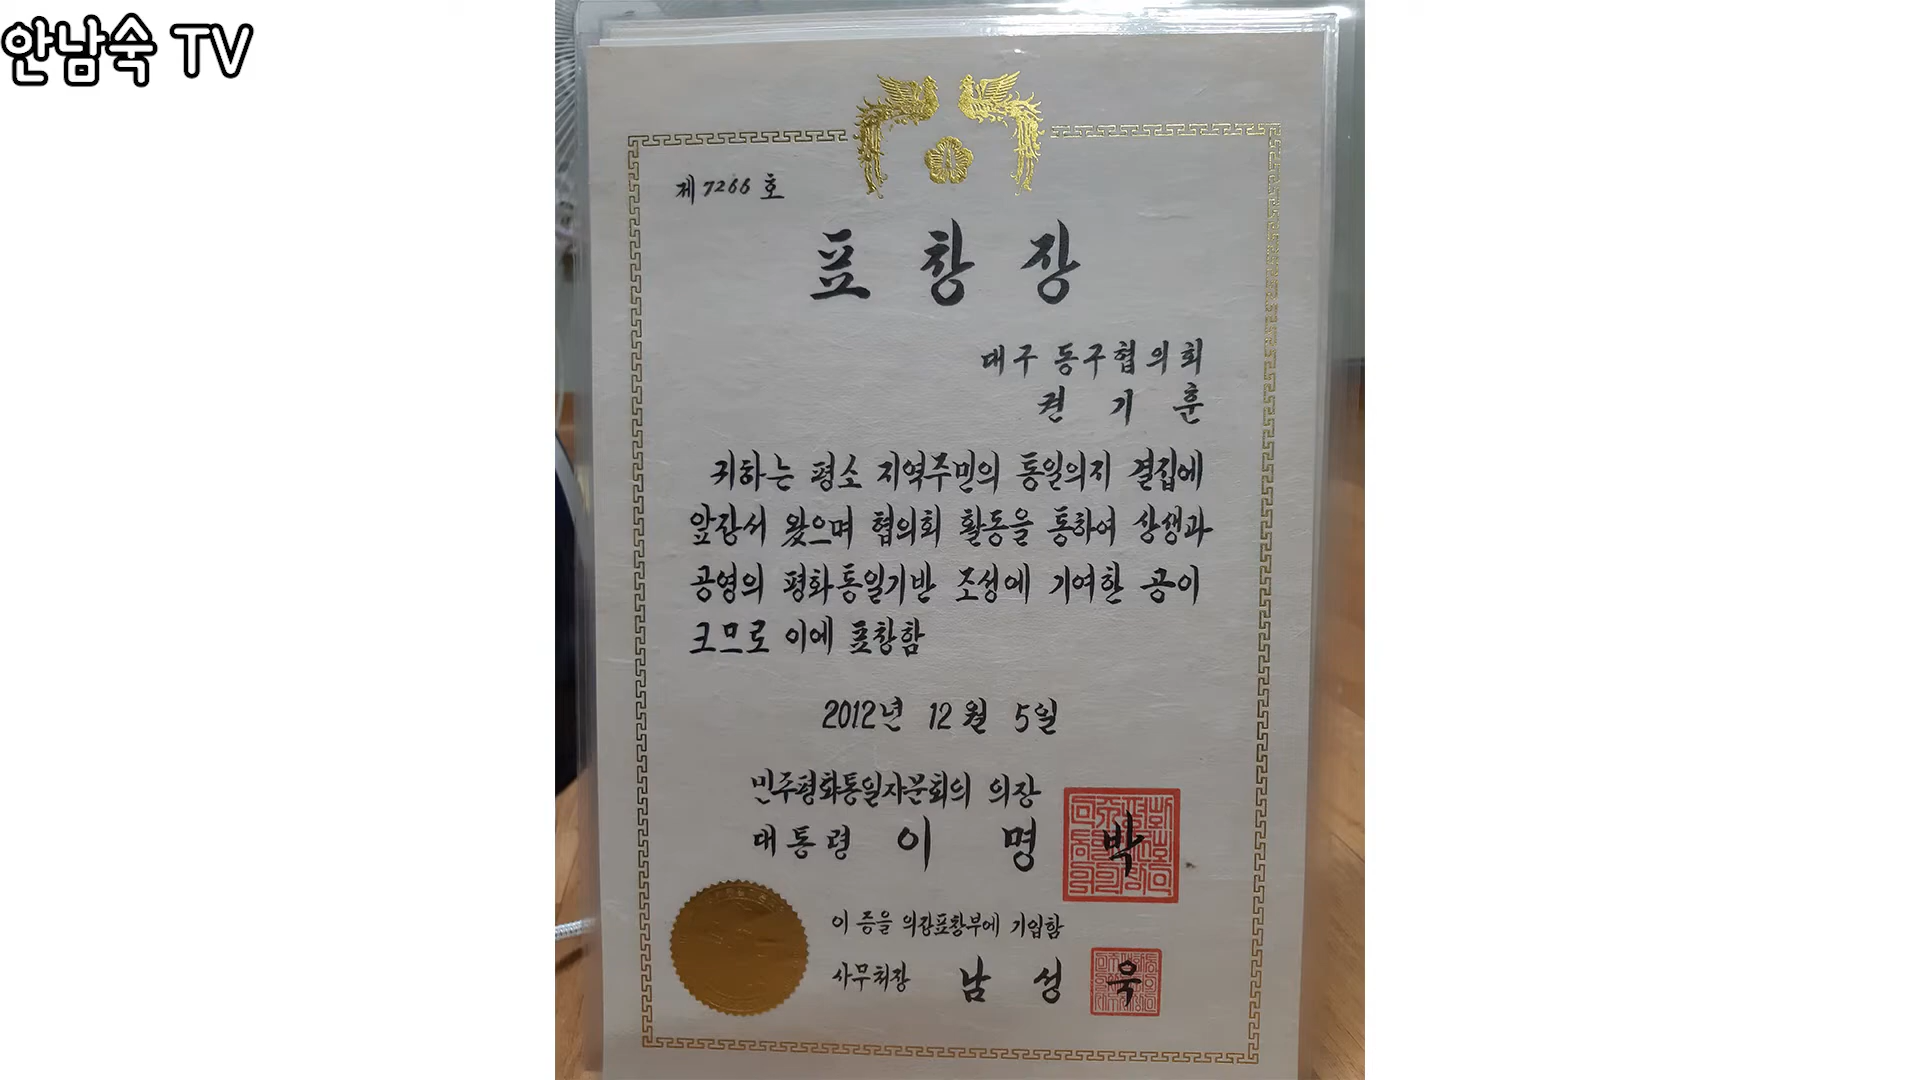 안남숙 TV
제 7266 호
표 창 장
대구 동구협의회
권 기 훈
귀하는 평소 지역주민의 통일의지 결집에
앞장서 왔으며 협의회 활동을 통하여 상생과
공영의 평화통일기반 조성에 기여한 공이
크므로 이에 표창함
2012년 12월 5일
민주평화통일자문회의 의장
대통령 이 명 박
이 증을 의장표창부에 기입함
사무처장 남 성 욱